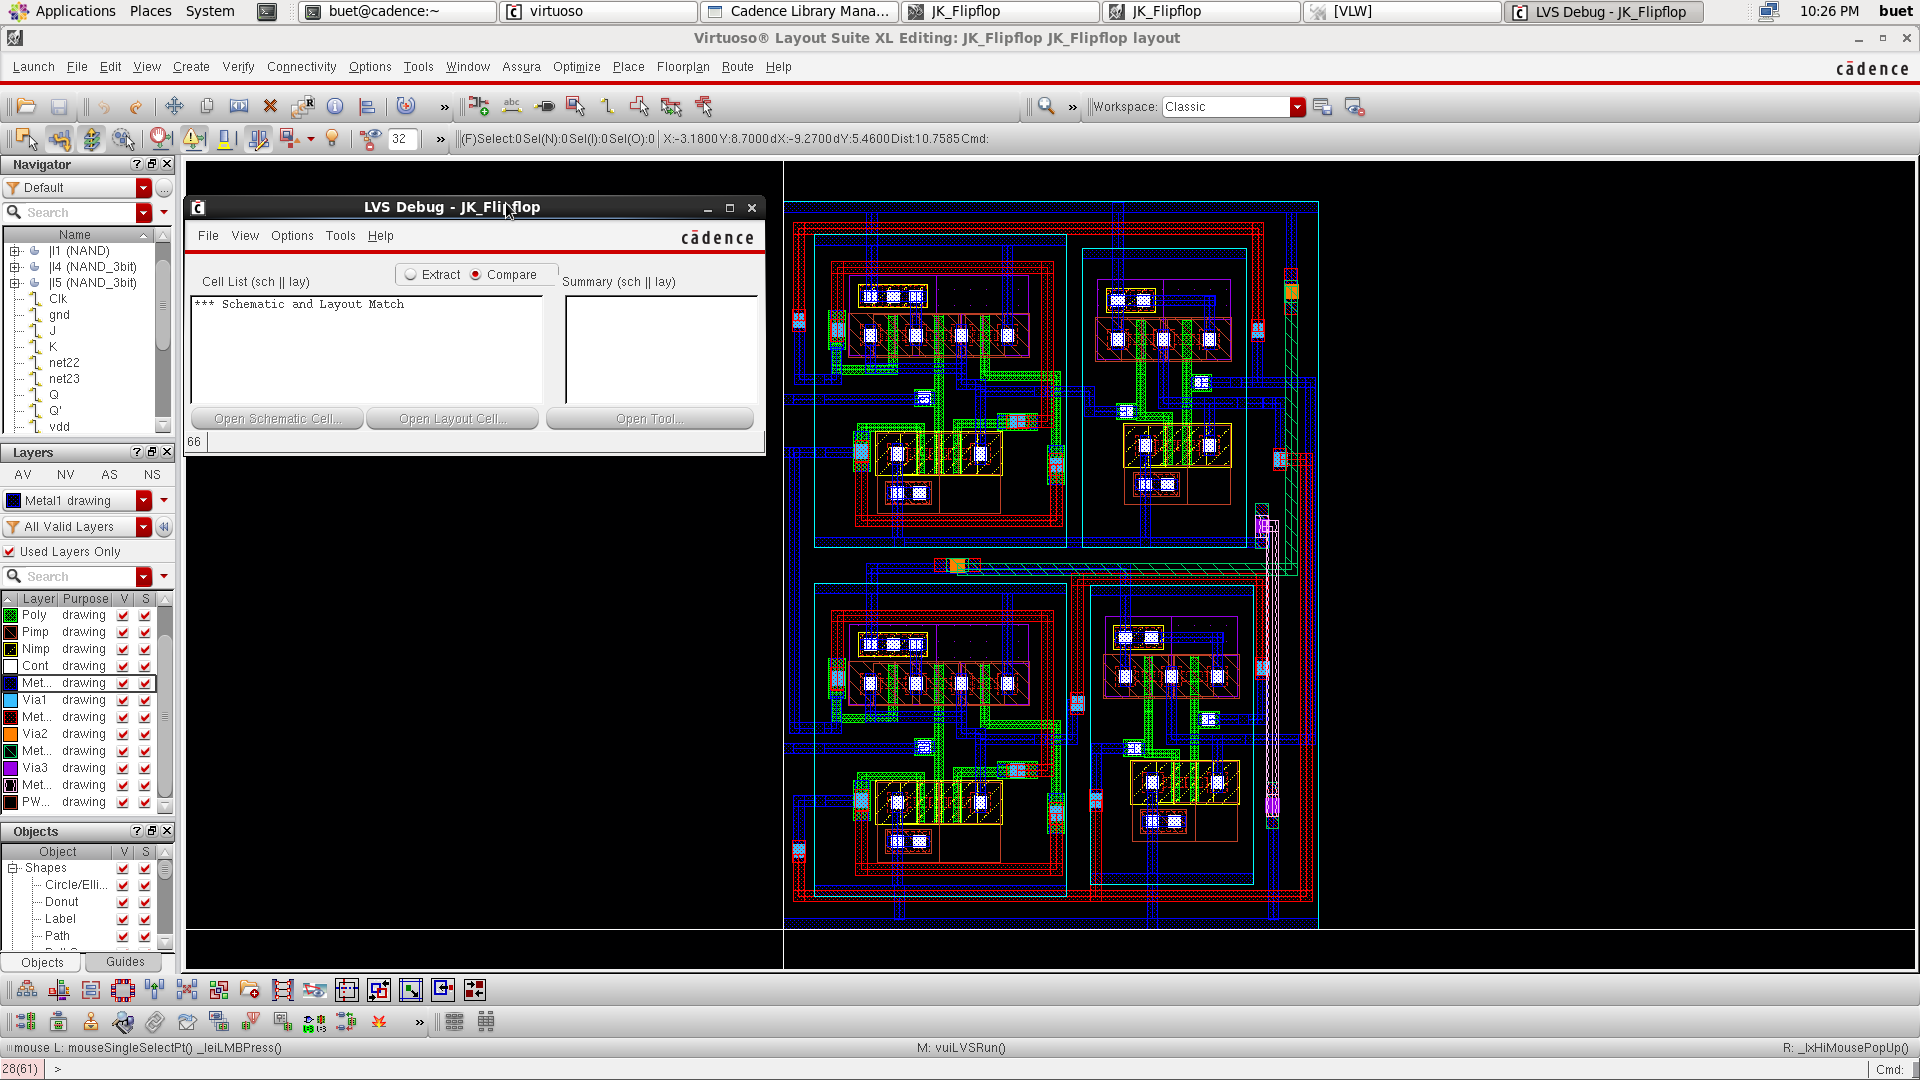 Applications Places System buet@cadence:~ virtuoso Cadence Library Mana... JK_Flipflop JK_Flipflop [VLW] LVS Debug - JK_Flipflop 10:26 PM buet
Virtuoso® Layout Suite XL Editing: JK_Flipflop JK_Flipflop layout
Launch File Edit View Create Verify Connectivity Options Tools Window Assura Optimize Place Floorplan Route Help cādence
» » Workspace: Classic
32 » (F)Select:0 Sel(N):0 Sel(I):0 Sel(O):0 X:-3.1800 Y:8.7000 dX:-9.2700 dY:5.4600 Dist:10.7585 Cmd:
Navigator
Default
Search
Name
|I1 (NAND)
|I4 (NAND_3bit)
|I5 (NAND_3bit)
Clk
gnd
J
K
net22
net23
Q
Q'
vdd
LVS Debug - JK_Flipflop
File View Options Tools Help cādence
Extract Compare
Cell List (sch || lay) Summary (sch || lay)
*** Schematic and Layout Match
Open Schematic Cell... Open Layout Cell... Open Tool...
66
Layers
AV NV AS NS
Metal1 drawing
All Valid Layers
Used Layers Only
Search
Layer Purpose V S
Poly drawing
Pimp drawing
Nimp drawing
Cont drawing
Met... drawing
Via1 drawing
Met... drawing
Via2 drawing
Met... drawing
Via3 drawing
Met... drawing
PW... drawing
Objects
Object V S
Shapes
Circle/Elli...
Donut
Label
Path
Objects Guides
»
mouse L: mouseSingleSelectPt() _leiLMBPress() M: vuiLVSRun() R: _lxHiMousePopUp()
28(61) > Cmd: